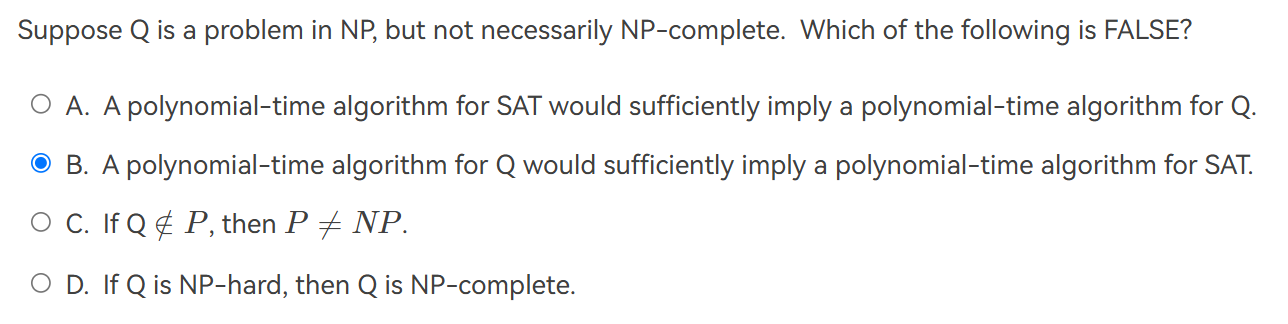 Suppose Q is a problem in NP, but not necessarily NP-complete. Which of the following is FALSE?
A. A polynomial-time algorithm for SAT would sufficiently imply a polynomial-time algorithm for Q.
B. A polynomial-time algorithm for Q would sufficiently imply a polynomial-time algorithm for SAT.
C. If Q ∉ P, then P ≠ NP.
D. If Q is NP-hard, then Q is NP-complete.